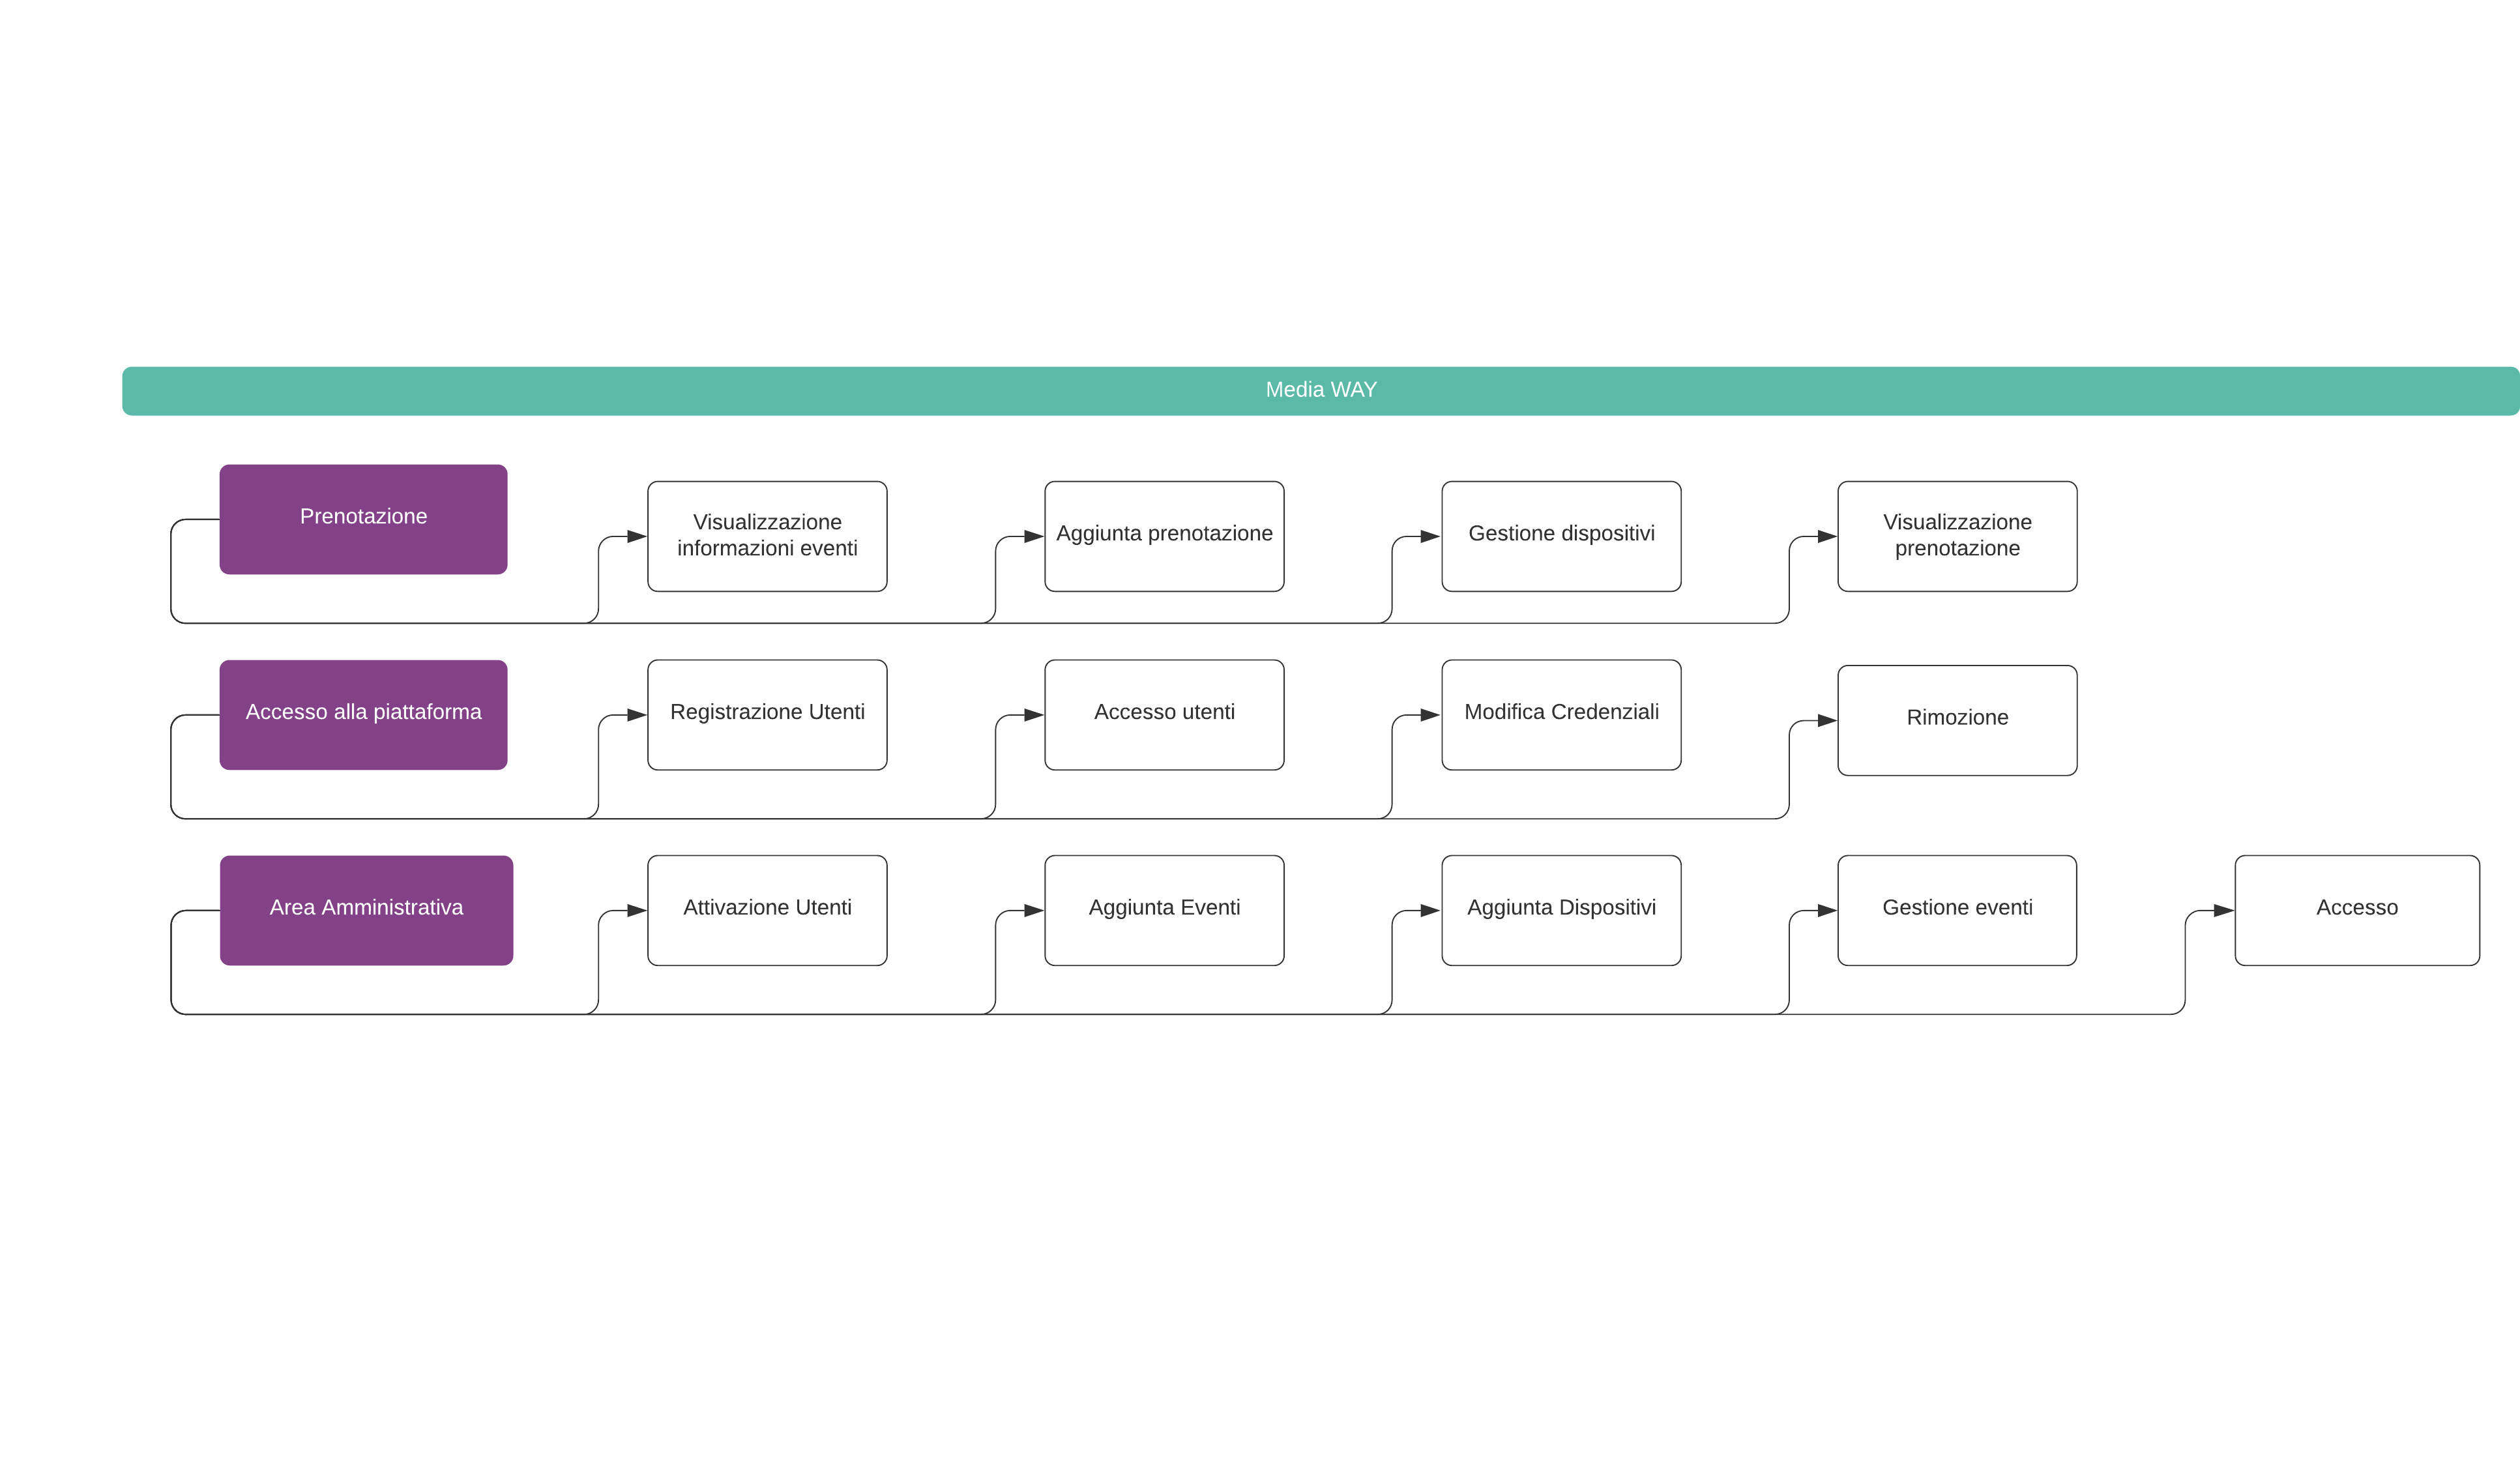 Media WAY
Prenotazione
Visualizzazione
informazioni eventi
Aggiunta prenotazione
Gestione dispositivi
Visualizzazione
prenotazione
Accesso alla piattaforma
Registrazione Utenti
Accesso utenti
Modifica Credenziali
Rimozione
Area Amministrativa
Attivazione Utenti
Aggiunta Eventi
Aggiunta Dispositivi
Gestione eventi
Accesso